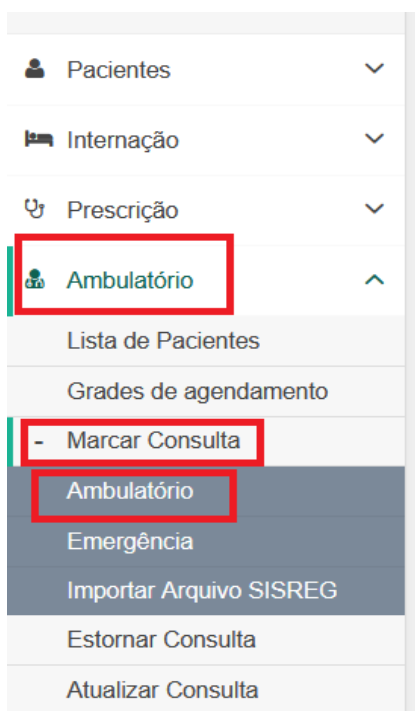 Pacientes
Internação
Prescrição
Ambulatório
Lista de Pacientes
Grades de agendamento
- Marcar Consulta
Ambulatório
Emergência
Importar Arquivo SISREG
Estornar Consulta
Atualizar Consulta